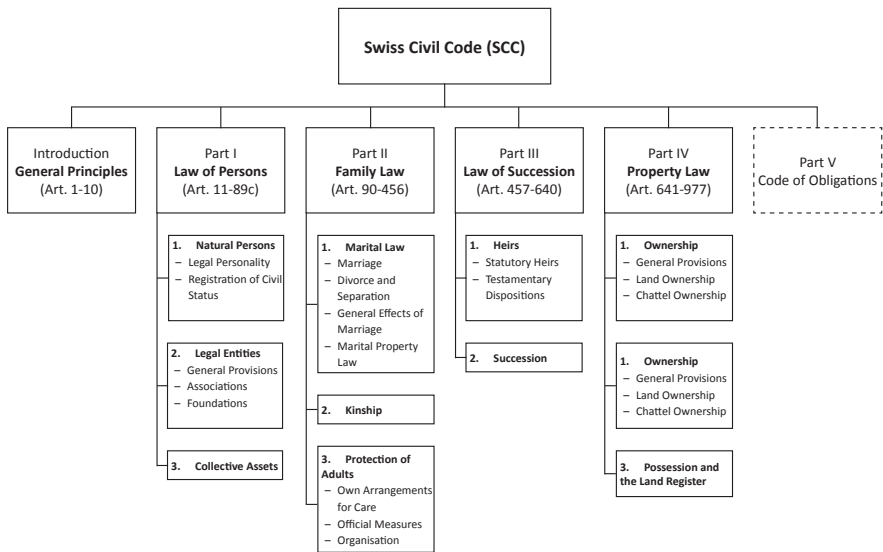 Swiss Civil Code (SCC)
Introduction
General Principles
(Art. 1-10)
Part I
Law of Persons
(Art. 11-89c)
Part II
Family Law
(Art. 90-456)
Part III
Law of Succession
(Art. 457-640)
Part IV
Property Law
(Art. 641-977)
Part V
Code of Obligations
1. Natural Persons
– Legal Personality
– Registration of Civil
Status
2. Legal Entities
– General Provisions
– Associations
– Foundations
3. Collective Assets
1. Marital Law
– Marriage
– Divorce and
Separation
– General Effects of
Marriage
– Marital Property
Law
2. Kinship
3. Protection of
Adults
– Own Arrangements
for Care
– Official Measures
– Organisation
1. Heirs
– Statutory Heirs
– Testamentary
Dispositions
2. Succession
1. Ownership
– General Provisions
– Land Ownership
– Chattel Ownership
1. Ownership
– General Provisions
– Land Ownership
– Chattel Ownership
3. Possession and
the Land Register